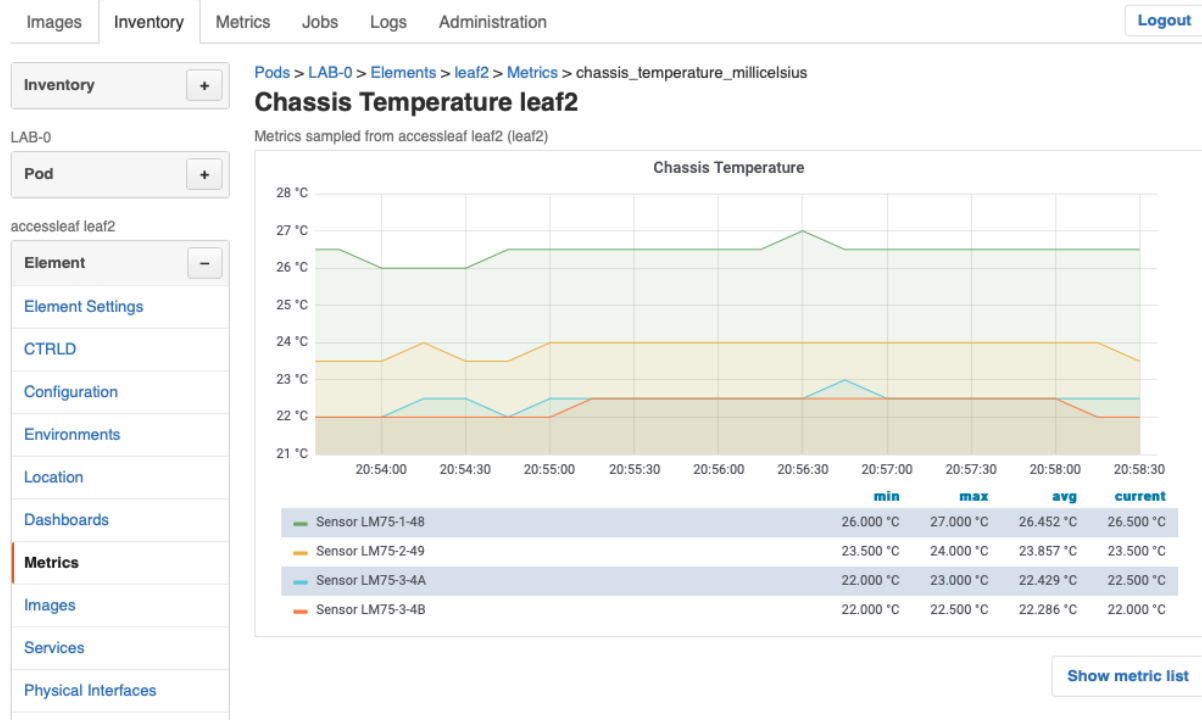 Images Inventory Metrics Jobs Logs Administration Logout
Inventory +
LAB-0
Pod +
accessleaf leaf2
Element −
Element Settings
CTRLD
Configuration
Environments
Location
Dashboards
Metrics
Images
Services
Physical Interfaces
Pods > LAB-0 > Elements > leaf2 > Metrics > chassis_temperature_millicelsius
Chassis Temperature leaf2
Metrics sampled from accessleaf leaf2 (leaf2)
Chassis Temperature
28 °C
27 °C
26 °C
25 °C
24 °C
23 °C
22 °C
21 °C
20:54:00 20:54:30 20:55:00 20:55:30 20:56:00 20:56:30 20:57:00 20:57:30 20:58:00 20:58:30
min max avg current
Sensor LM75-1-48 26.000 °C 27.000 °C 26.452 °C 26.500 °C
Sensor LM75-2-49 23.500 °C 24.000 °C 23.857 °C 23.500 °C
Sensor LM75-3-4A 22.000 °C 23.000 °C 22.429 °C 22.500 °C
Sensor LM75-3-4B 22.000 °C 22.500 °C 22.286 °C 22.000 °C
Show metric list